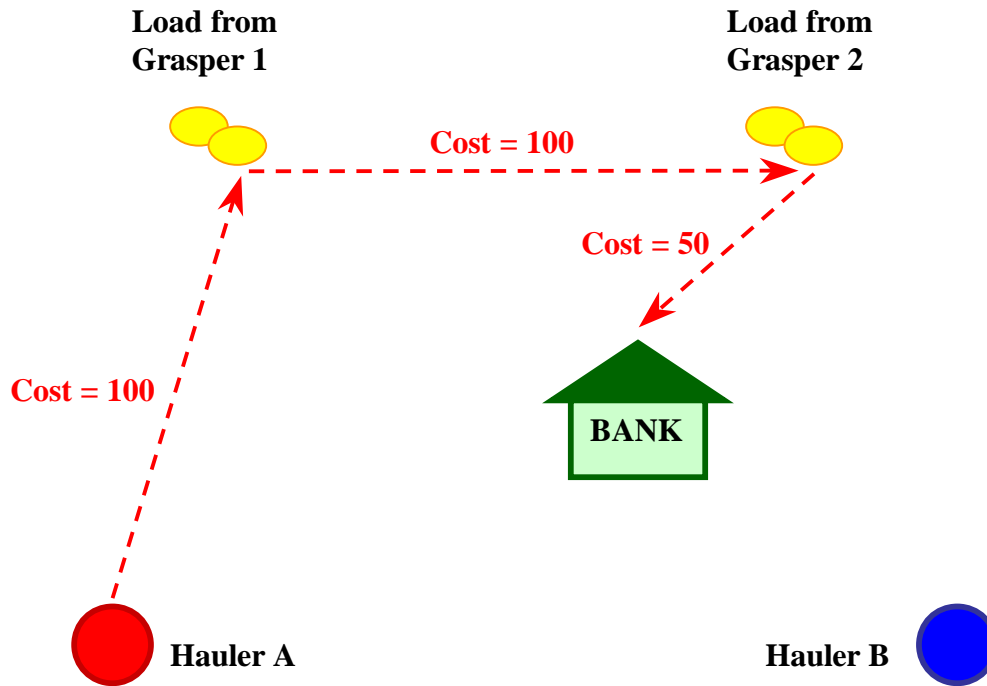 Load from
Grasper 1
Load from
Grasper 2
Cost = 100
Cost = 50
Cost = 100
BANK
Hauler A
Hauler B